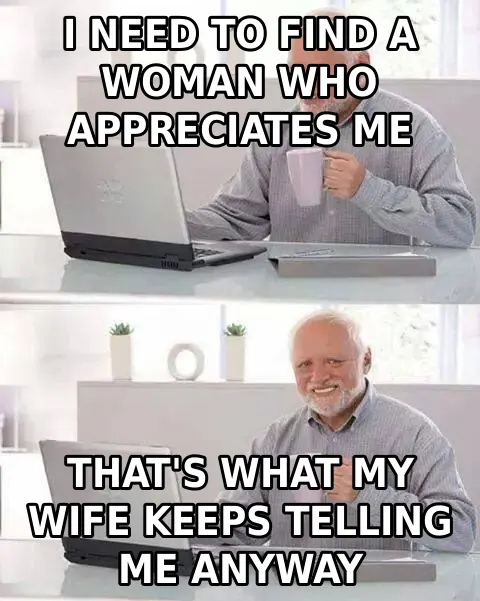 I NEED TO FIND A
WOMAN WHO
APPRECIATES ME
THAT'S WHAT MY
WIFE KEEPS TELLING
ME ANYWAY